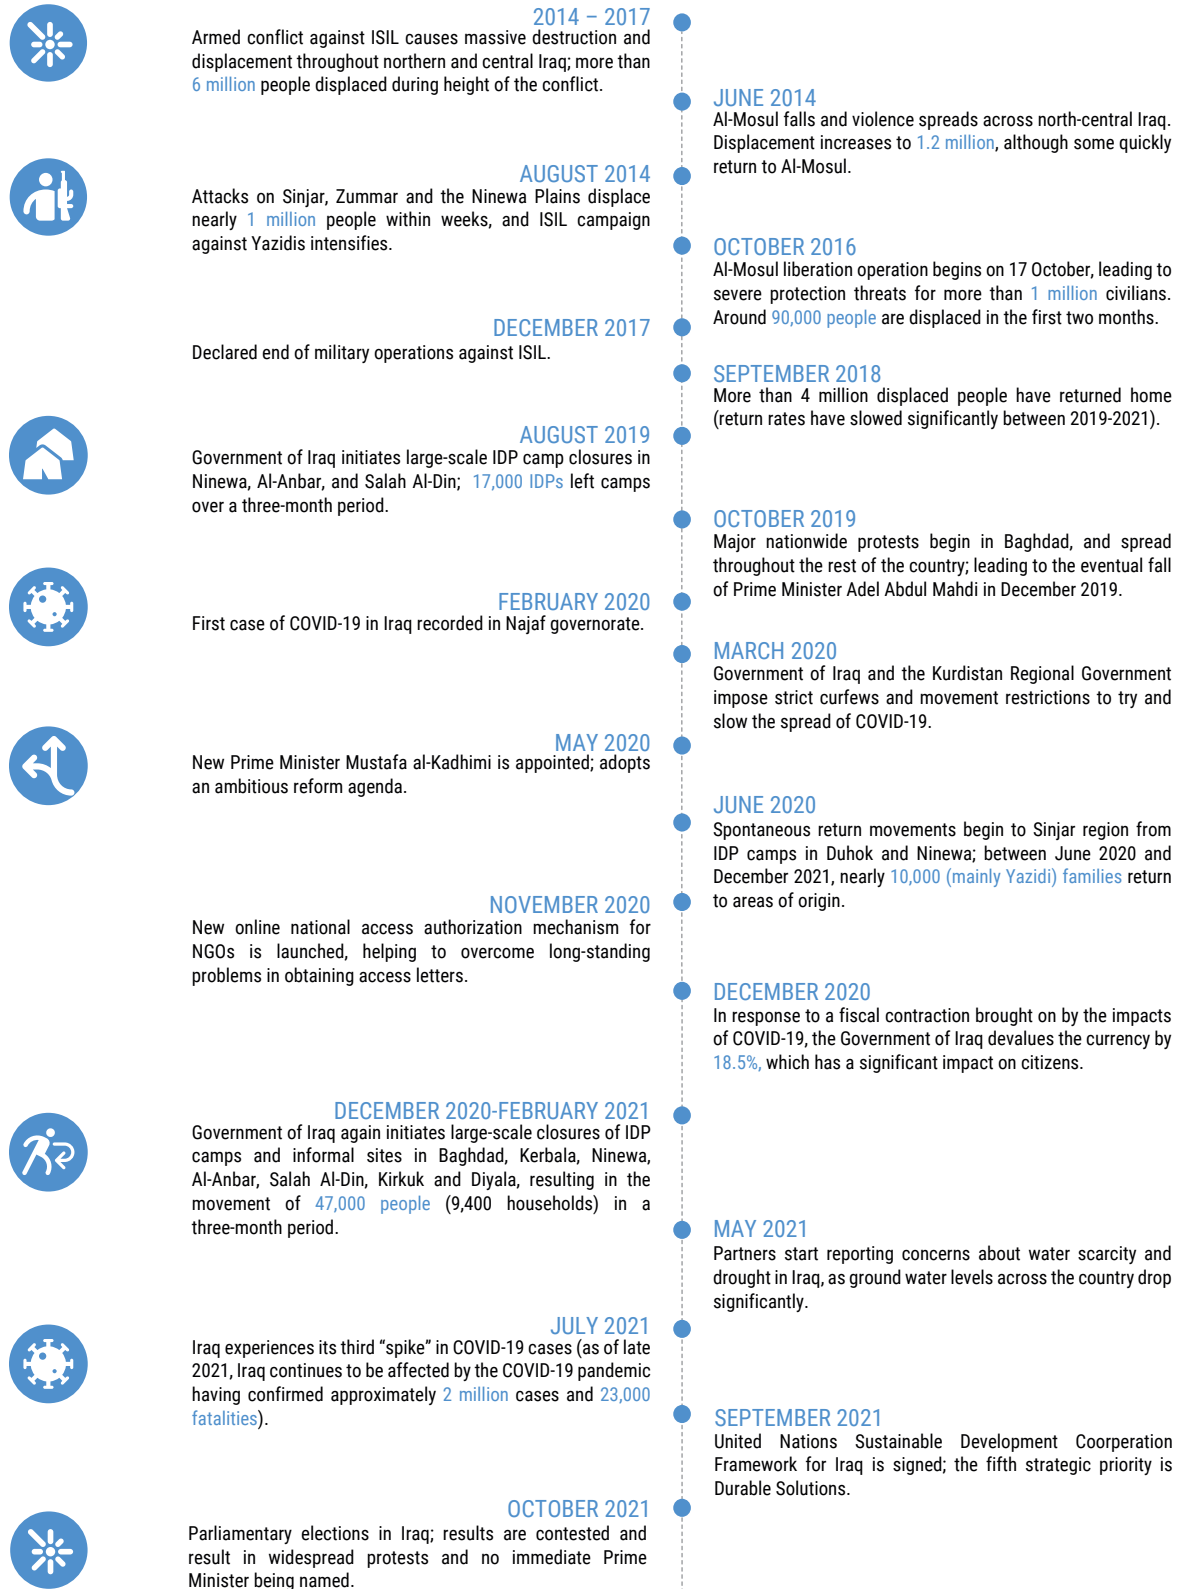 2014 – 2017
Armed conflict against ISIL causes massive destruction and
displacement throughout northern and central Iraq; more than
6 million people displaced during height of the conflict.
JUNE 2014
Al-Mosul falls and violence spreads across north-central Iraq.
Displacement increases to 1.2 million, although some quickly
return to Al-Mosul.
AUGUST 2014
Attacks on Sinjar, Zummar and the Ninewa Plains displace
nearly 1 million people within weeks, and ISIL campaign
against Yazidis intensifies.
OCTOBER 2016
Al-Mosul liberation operation begins on 17 October, leading to
severe protection threats for more than 1 million civilians.
Around 90,000 people are displaced in the first two months.
DECEMBER 2017
Declared end of military operations against ISIL.
SEPTEMBER 2018
More than 4 million displaced people have returned home
(return rates have slowed significantly between 2019-2021).
AUGUST 2019
Government of Iraq initiates large-scale IDP camp closures in
Ninewa, Al-Anbar, and Salah Al-Din; 17,000 IDPs left camps
over a three-month period.
OCTOBER 2019
Major nationwide protests begin in Baghdad, and spread
throughout the rest of the country; leading to the eventual fall
of Prime Minister Adel Abdul Mahdi in December 2019.
FEBRUARY 2020
First case of COVID-19 in Iraq recorded in Najaf governorate.
MARCH 2020
Government of Iraq and the Kurdistan Regional Government
impose strict curfews and movement restrictions to try and
slow the spread of COVID-19.
MAY 2020
New Prime Minister Mustafa al-Kadhimi is appointed; adopts
an ambitious reform agenda.
JUNE 2020
Spontaneous return movements begin to Sinjar region from
IDP camps in Duhok and Ninewa; between June 2020 and
December 2021, nearly 10,000 (mainly Yazidi) families return
to areas of origin.
NOVEMBER 2020
New online national access authorization mechanism for
NGOs is launched, helping to overcome long-standing
problems in obtaining access letters.
DECEMBER 2020
In response to a fiscal contraction brought on by the impacts
of COVID-19, the Government of Iraq devalues the currency by
18.5%, which has a significant impact on citizens.
DECEMBER 2020-FEBRUARY 2021
Government of Iraq again initiates large-scale closures of IDP
camps and informal sites in Baghdad, Kerbala, Ninewa,
Al-Anbar, Salah Al-Din, Kirkuk and Diyala, resulting in the
movement of 47,000 people (9,400 households) in a
three-month period.
MAY 2021
Partners start reporting concerns about water scarcity and
drought in Iraq, as ground water levels across the country drop
significantly.
JULY 2021
Iraq experiences its third “spike” in COVID-19 cases (as of late
2021, Iraq continues to be affected by the COVID-19 pandemic
having confirmed approximately 2 million cases and 23,000
fatalities).
SEPTEMBER 2021
United Nations Sustainable Development Coorperation
Framework for Iraq is signed; the fifth strategic priority is
Durable Solutions.
OCTOBER 2021
Parliamentary elections in Iraq; results are contested and
result in widespread protests and no immediate Prime
Minister being named.